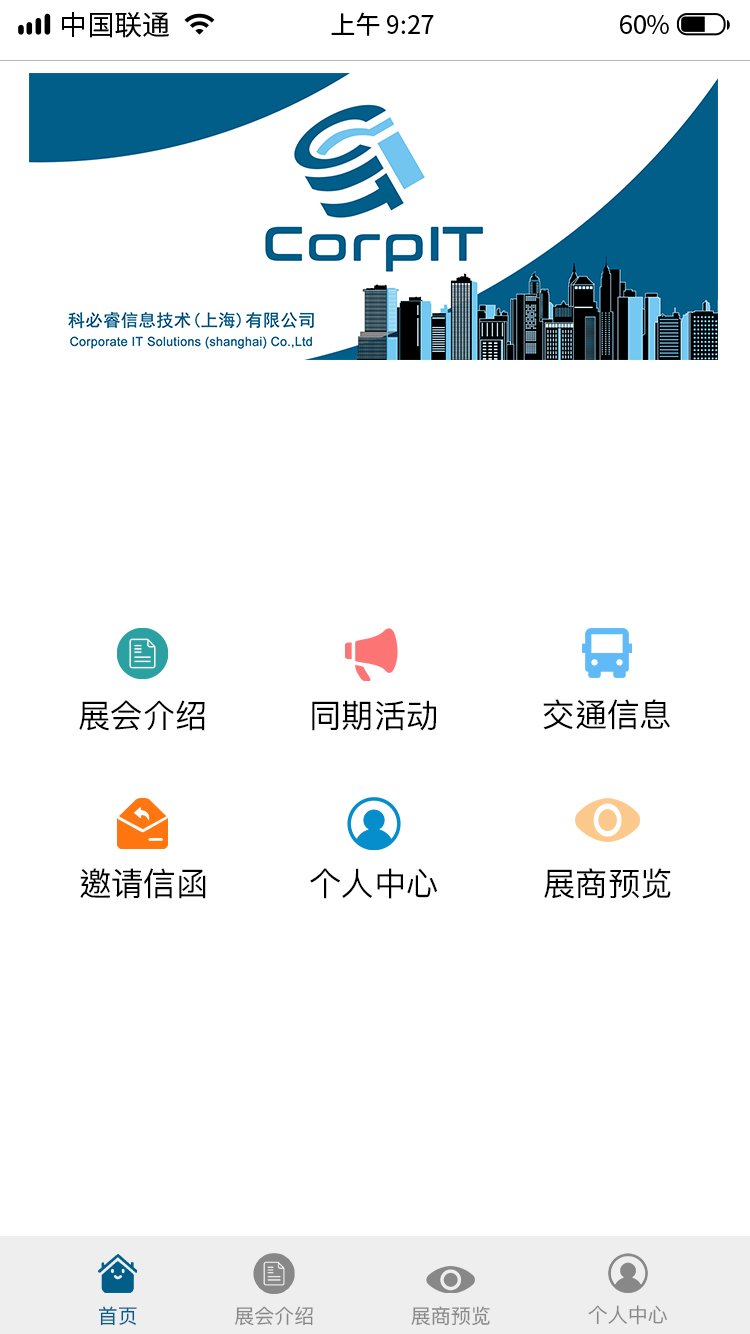 中国联通 上午 9:27 60%
CorpIT
科必睿信息技术(上海)有限公司
Corporate IT Solutions (shanghai) Co.,Ltd
展会介绍 同期活动 交通信息
邀请信函 个人中心 展商预览
首页 展会介绍 展商预览 个人中心